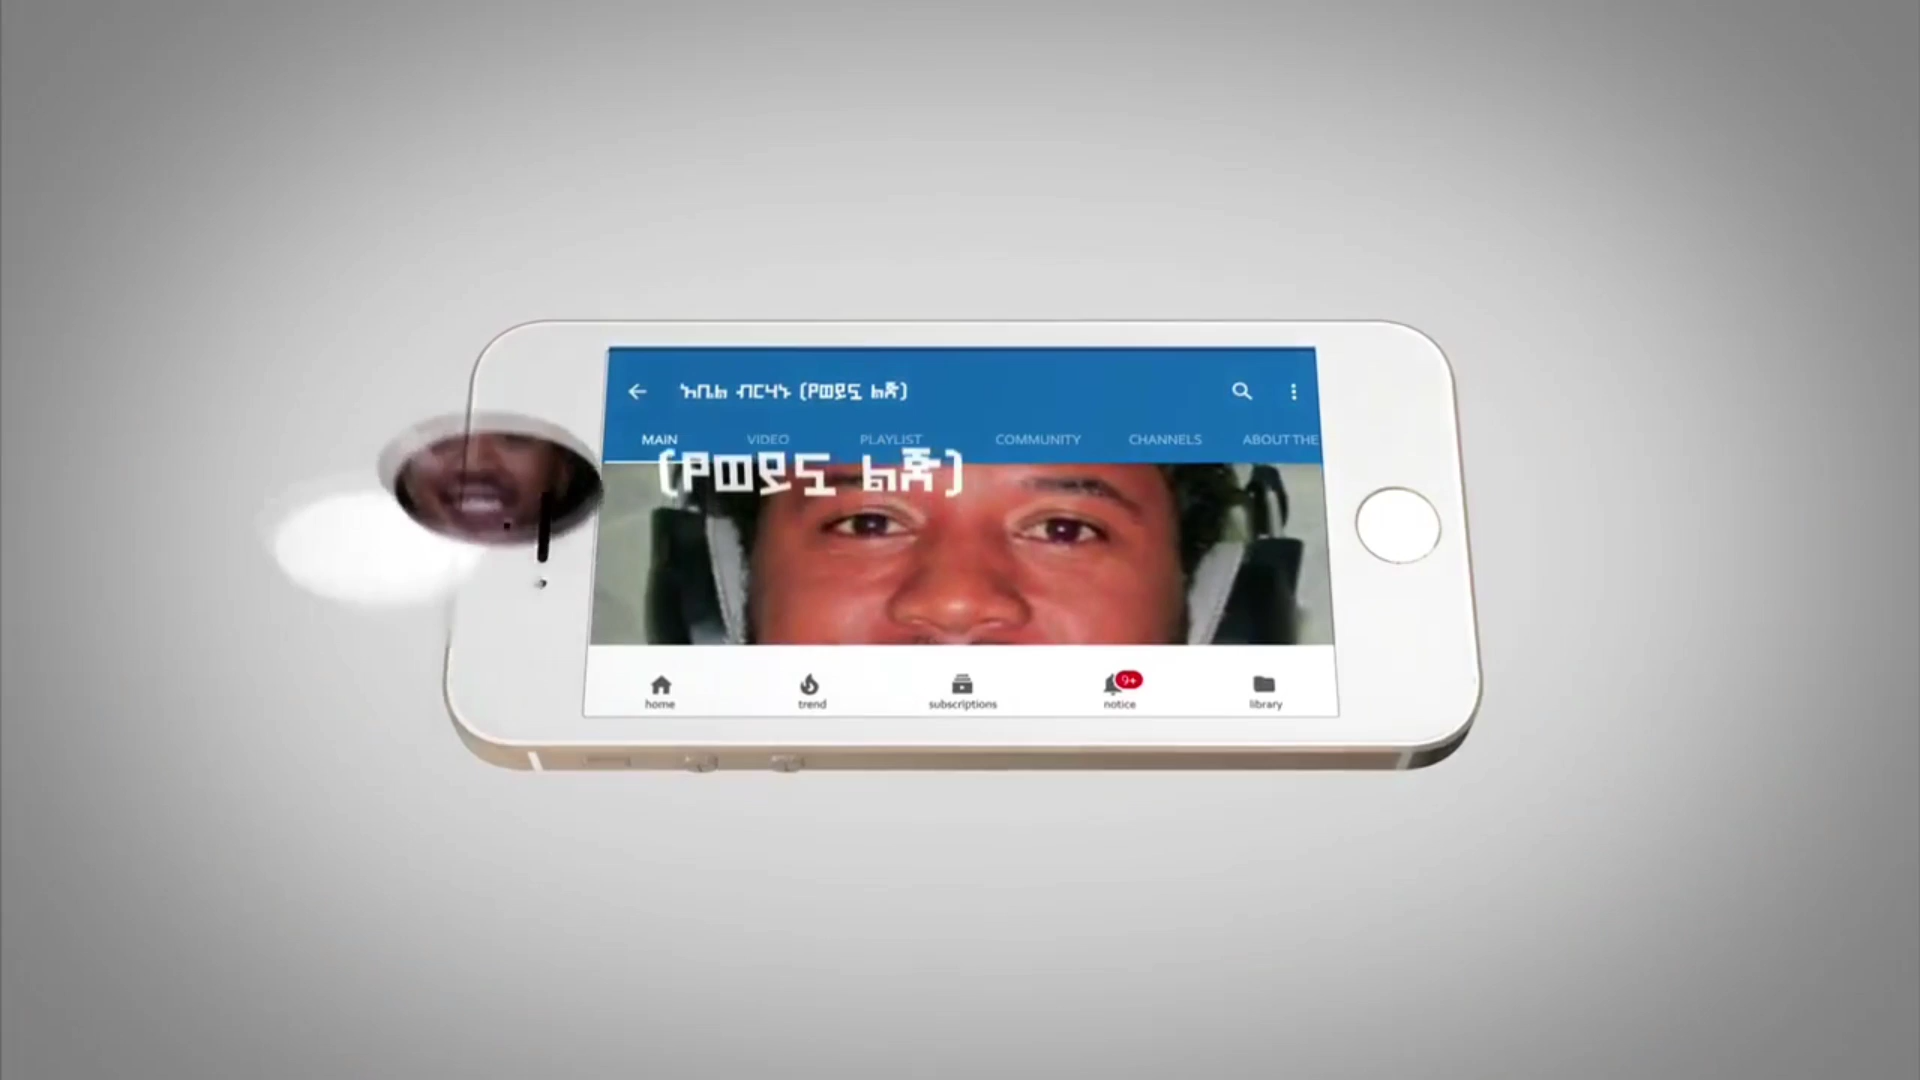 አቤል ብርሃኑ (የወይኗ ልጅ)
MAIN VIDEO PLAYLIST COMMUNITY CHANNELS ABOUT THE
(የወይኗ ልጅ)
9+
home trend subscriptions notice library